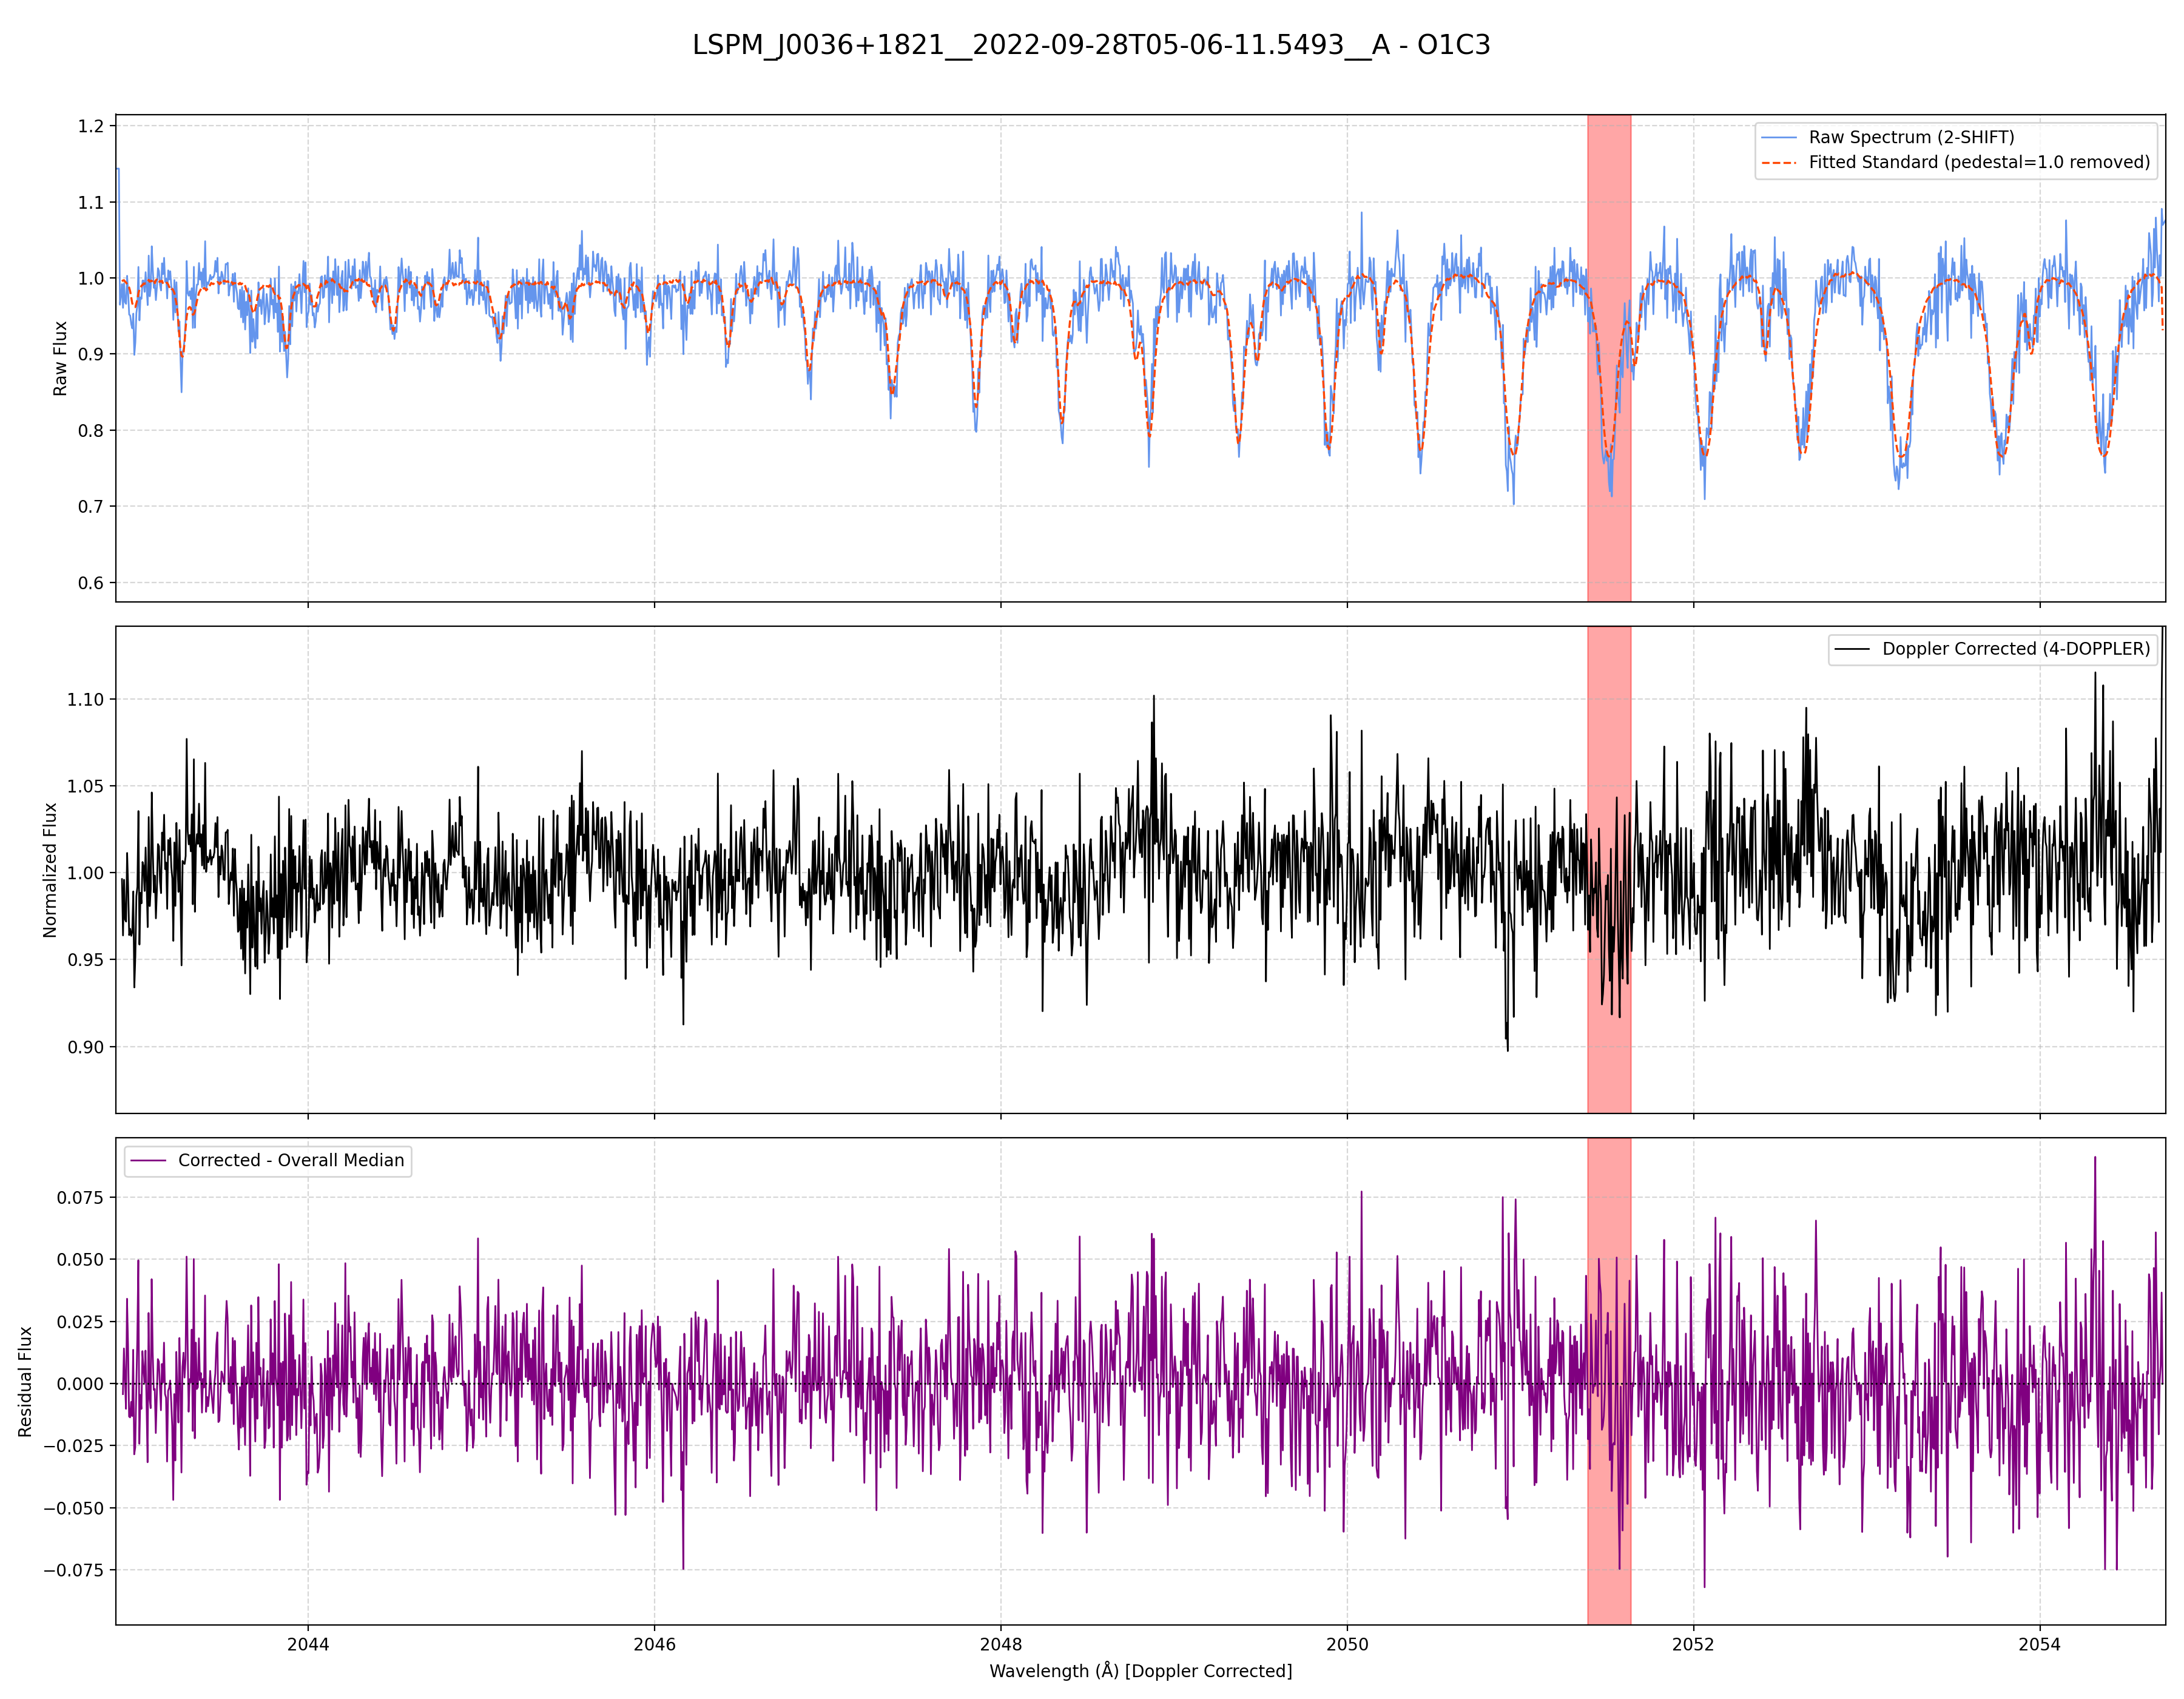 LSPM_J0036+1821__2022-09-28T05-06-11.5493__A - O1C3
1.2
1.1
1.0
0.9
0.8
0.7
0.6
Raw Flux
Raw Spectrum (2-SHIFT)
Fitted Standard (pedestal=1.0 removed)
1.10
1.05
1.00
0.95
0.90
Normalized Flux
Doppler Corrected (4-DOPPLER)
0.075
0.050
0.025
0.000
−0.025
−0.050
−0.075
Residual Flux
Corrected - Overall Median
2044 2046 2048 2050 2052 2054
Wavelength (Å) [Doppler Corrected]